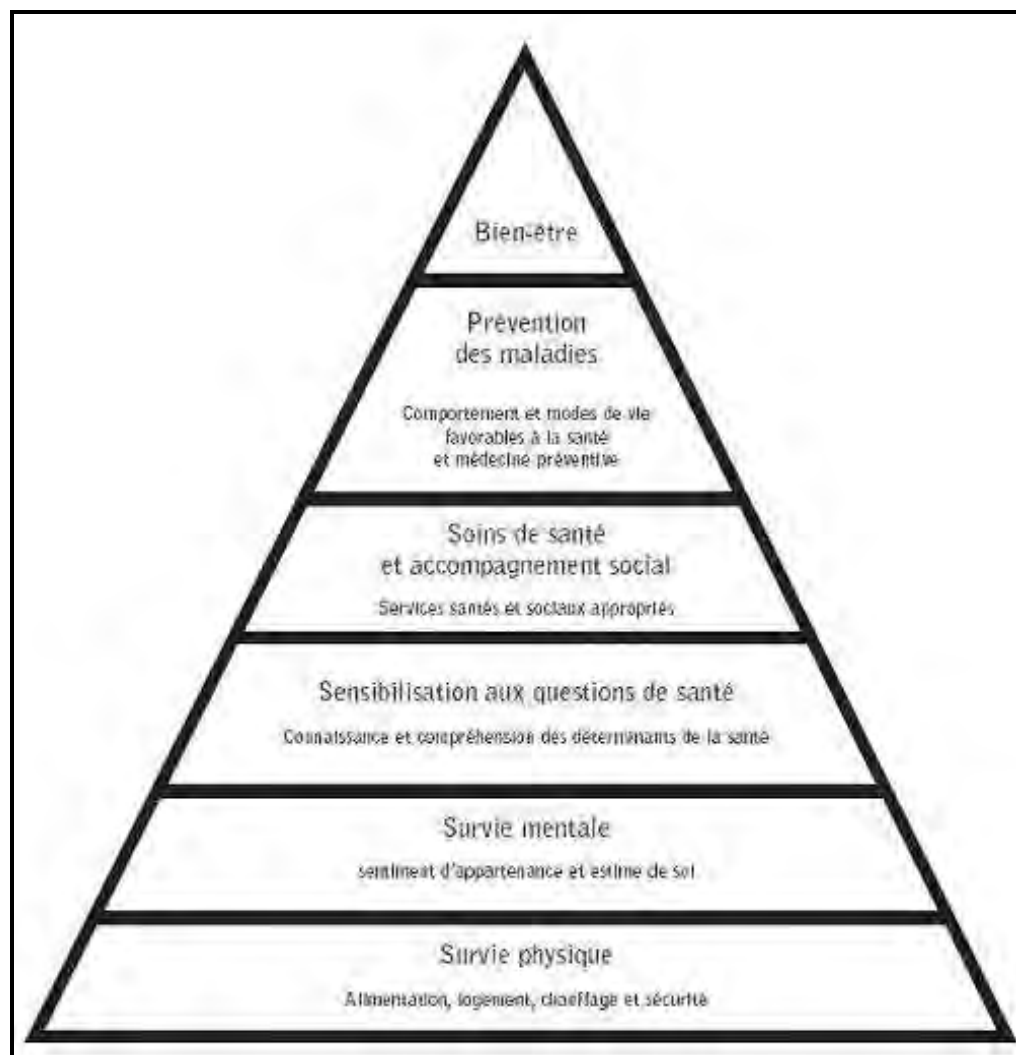 Bien-être
Prévention
des maladies
Comportement et modes de vie
favorables à la santé
et médecine préventive
Soins de santé
et accompagnement social
Services santés et sociaux appropriés
Sensibilisation aux questions de santé
Connaissance et compréhension des déterminants de la santé
Survie mentale
sentiment d'appartenance et estime de soi
Survie physique
Alimentation, logement, chauffage et sécurité